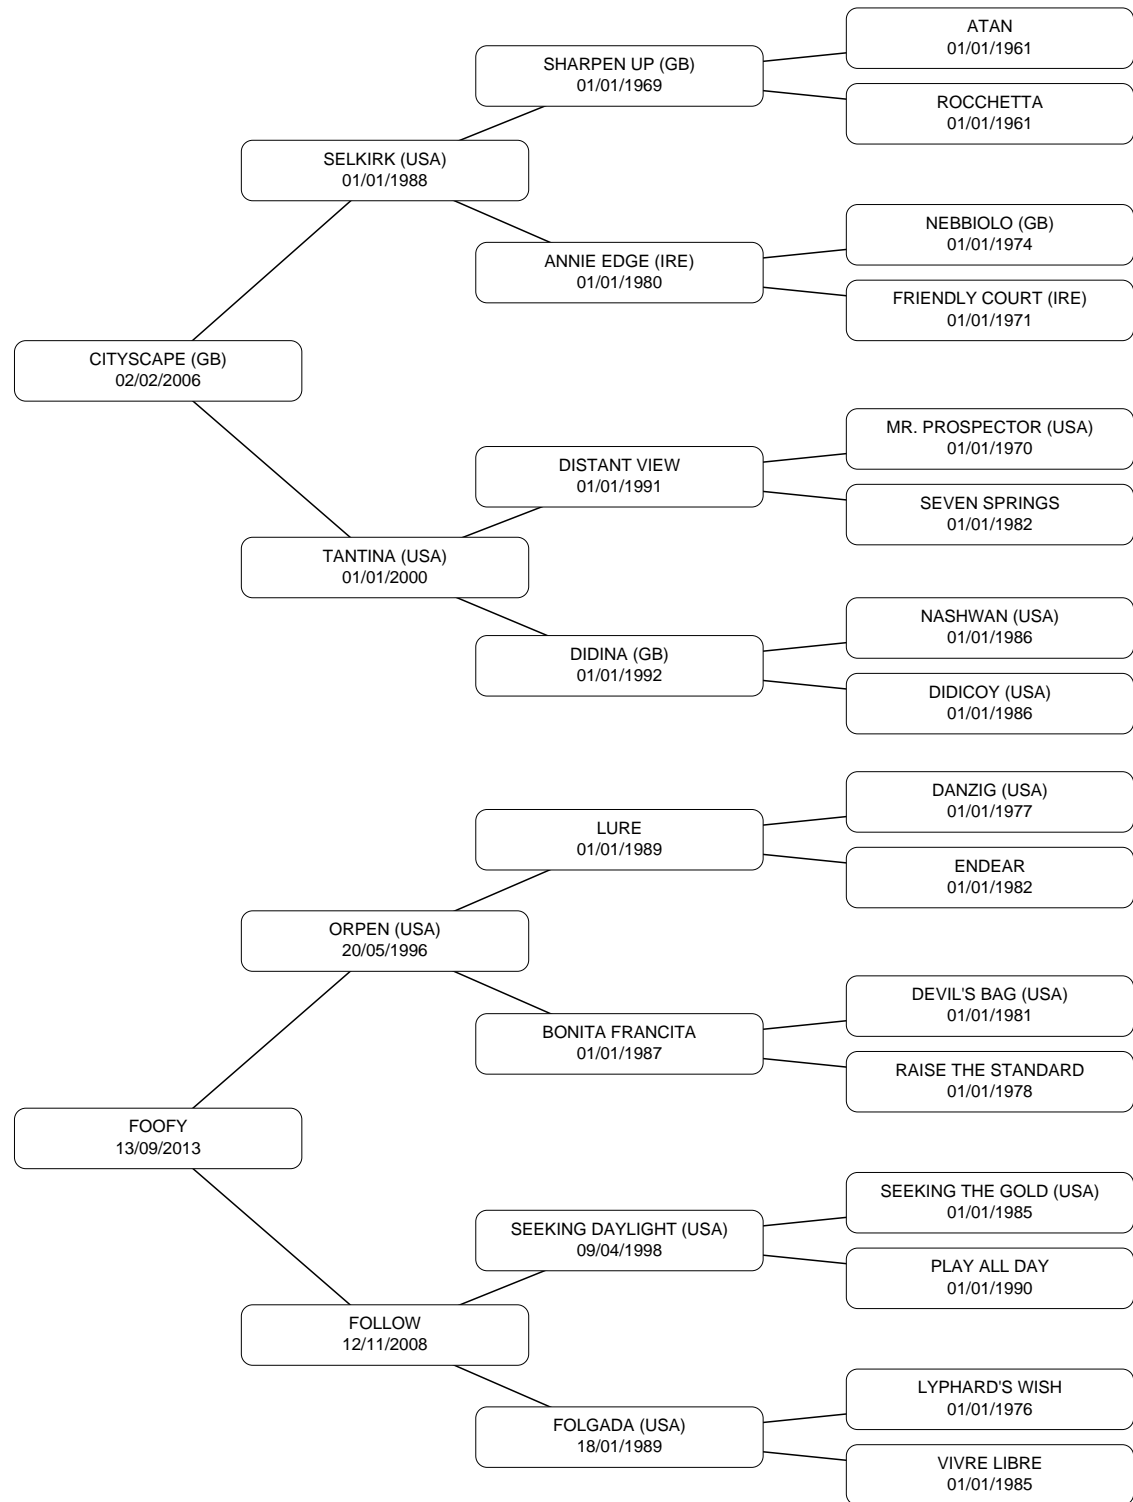 ATAN
01/01/1961
SHARPEN UP (GB)
01/01/1969
ROCCHETTA
01/01/1961
SELKIRK (USA)
01/01/1988
NEBBIOLO (GB)
01/01/1974
ANNIE EDGE (IRE)
01/01/1980
FRIENDLY COURT (IRE)
01/01/1971
CITYSCAPE (GB)
02/02/2006
MR. PROSPECTOR (USA)
01/01/1970
DISTANT VIEW
01/01/1991
SEVEN SPRINGS
01/01/1982
TANTINA (USA)
01/01/2000
NASHWAN (USA)
01/01/1986
DIDINA (GB)
01/01/1992
DIDICOY (USA)
01/01/1986
DANZIG (USA)
01/01/1977
LURE
01/01/1989
ENDEAR
01/01/1982
ORPEN (USA)
20/05/1996
DEVIL'S BAG (USA)
01/01/1981
BONITA FRANCITA
01/01/1987
RAISE THE STANDARD
01/01/1978
FOOFY
13/09/2013
SEEKING THE GOLD (USA)
01/01/1985
SEEKING DAYLIGHT (USA)
09/04/1998
PLAY ALL DAY
01/01/1990
FOLLOW
12/11/2008
LYPHARD'S WISH
01/01/1976
FOLGADA (USA)
18/01/1989
VIVRE LIBRE
01/01/1985